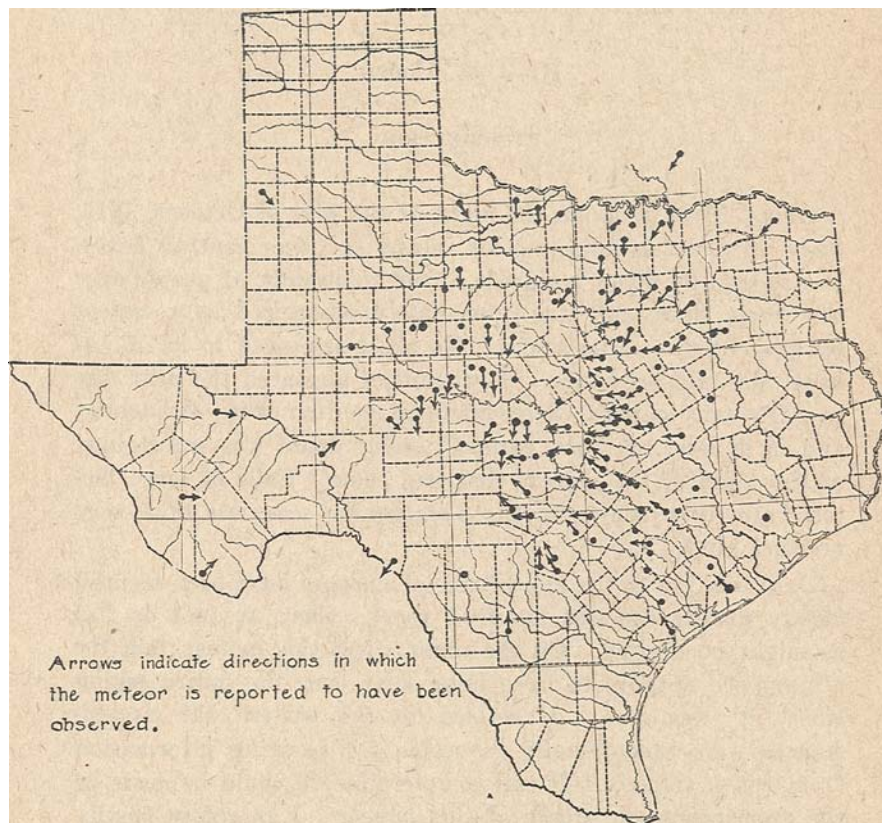 Arrows indicate directions in which
the meteor is reported to have been
observed.